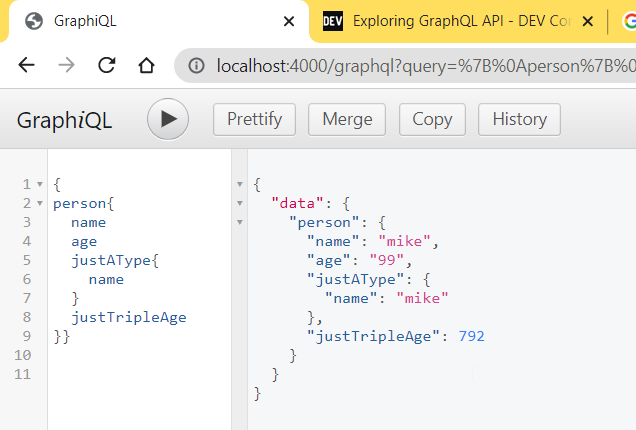 GraphiQL
DEV Exploring GraphQL API - DEV Cor
localhost:4000/graphql?query=%7B%0Aperson%7B%0
GraphiQL Prettify Merge Copy History
1 {
2 person{
3 name
4 age
5 justAType{
6 name
7 }
8 justTripleAge
9 }}
10
11
{
"data": {
"person": {
"name": "mike",
"age": "99",
"justAType": {
"name": "mike"
},
"justTripleAge": 792
}
}
}